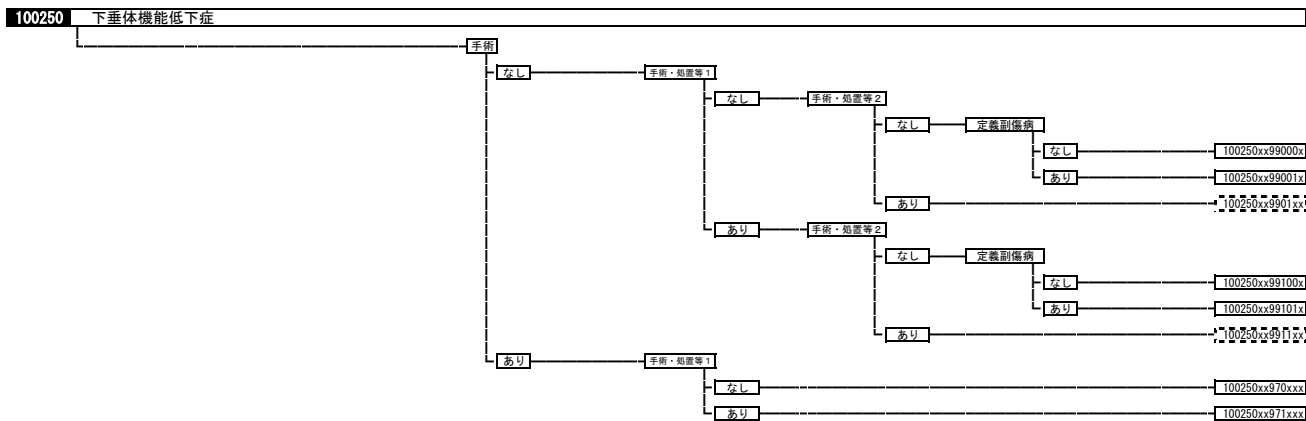 100250 下垂体機能低下症
手術
なし 手術・処置等1
なし 手術・処置等2
なし 定義副傷病
なし 100250xx99000x
あり 100250xx99001x
あり 100250xx9901xx
あり 手術・処置等2
なし 定義副傷病
なし 100250xx99100x
あり 100250xx99101x
あり 100250xx9911xx
あり 手術・処置等1
なし 100250xx970xxx
あり 100250xx971xxx